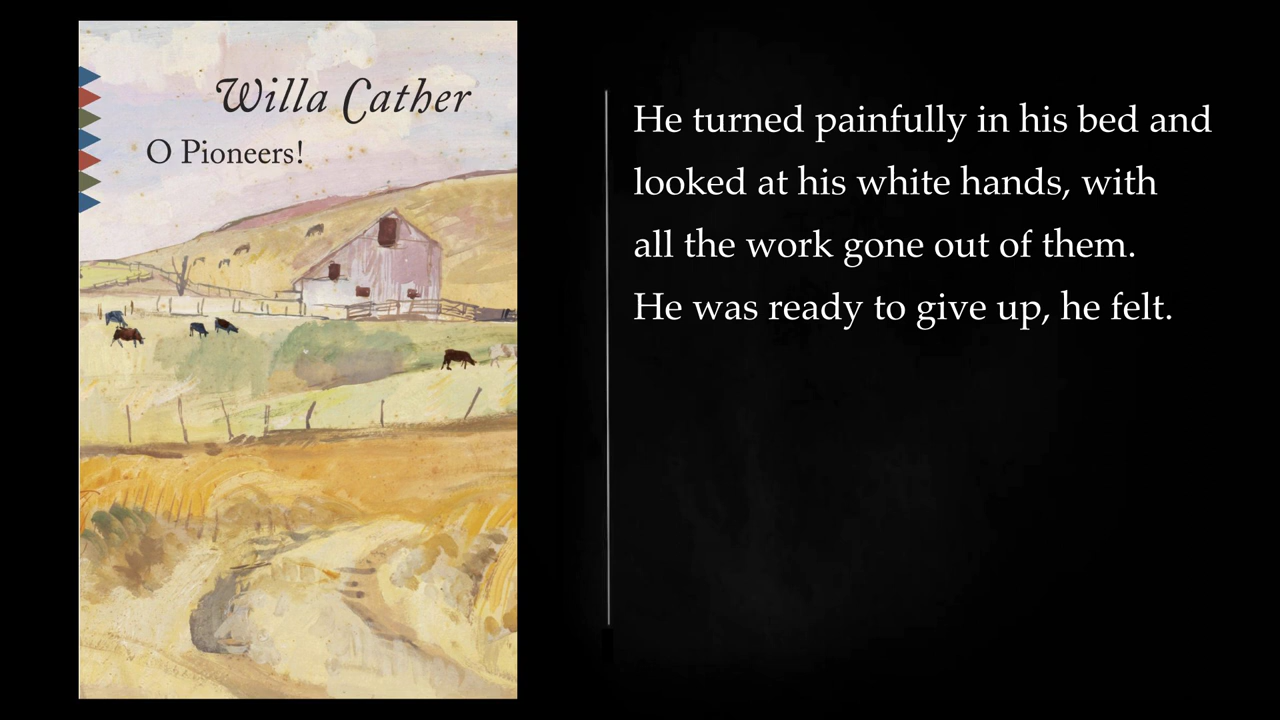 Willa Cather
O Pioneers!
He turned painfully in his bed and
looked at his white hands, with
all the work gone out of them.
He was ready to give up, he felt.